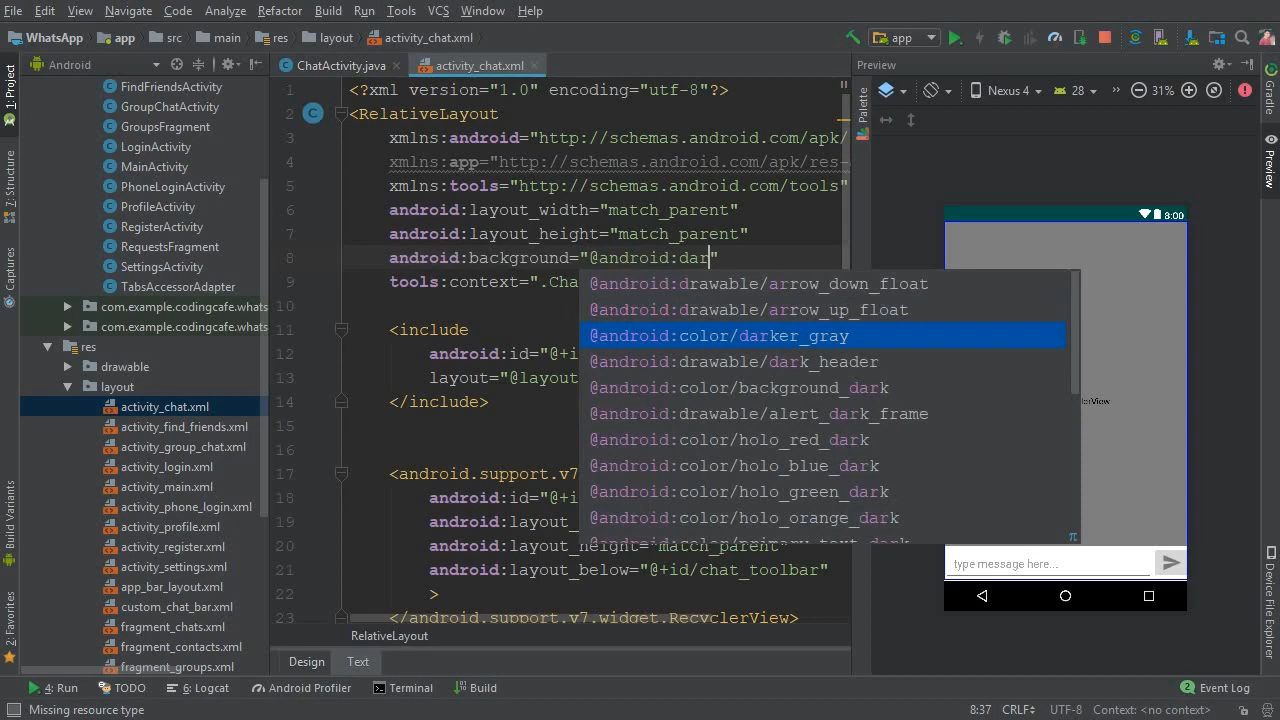 File Edit View Navigate Code Analyze Refactor Build Run Tools VCS Window Help
WhatsApp app src main res layout activity_chat.xml app
Android ChatActivity.java activity_chat.xml Preview
1: Project
7: Structure
Captures
Build Variants
2: Favorites
FindFriendsActivity
GroupChatActivity
GroupsFragment
LoginActivity
MainActivity
PhoneLoginActivity
ProfileActivity
RegisterActivity
RequestsFragment
SettingsActivity
TabsAccessorAdapter
com.example.codingcafe.whats
com.example.codingcafe.whats
res
drawable
layout
activity_chat.xml
activity_find_friends.xml
activity_group_chat.xml
activity_login.xml
activity_main.xml
activity_phone_login.xml
activity_profile.xml
activity_register.xml
activity_settings.xml
app_bar_layout.xml
custom_chat_bar.xml
fragment_chats.xml
fragment_contacts.xml
fragment_groups.xml
1 <?xml version="1.0" encoding="utf-8"?>
2 <RelativeLayout
3 xmlns:android="http://schemas.android.com/apk/
4 xmlns:app="http://schemas.android.com/apk/res-
5 xmlns:tools="http://schemas.android.com/tools"
6 android:layout_width="match_parent"
7 android:layout_height="match_parent"
8 android:background="@android:dar"
9 tools:context=".Cha
10
11 <include
12 android:id="@+i
13 layout="@layout
14 </include>
15
16
17 <android.support.v7
18 android:id="@+i
19 android:layout_
20 android:layout_height="match_parent"
21 android:layout_below="@+id/chat_toolbar"
22 >
23 </android.support.v7.widget.RecyclerView>
@android:drawable/arrow_down_float
@android:drawable/arrow_up_float
@android:color/darker_gray
@android:drawable/dark_header
@android:color/background_dark
@android:drawable/alert_dark_frame
@android:color/holo_red_dark
@android:color/holo_blue_dark
@android:color/holo_green_dark
@android:color/holo_orange_dark
@android:color/primary_text_dark
π
RelativeLayout
Design Text
Palette
Nexus 4 28 31%
8:00
type message here...
Gradle
Preview
Device File Explorer
4: Run TODO 6: Logcat Android Profiler Terminal Build 2 Event Log
Missing resource type 8:37 CRLF UTF-8 Context: <no context>